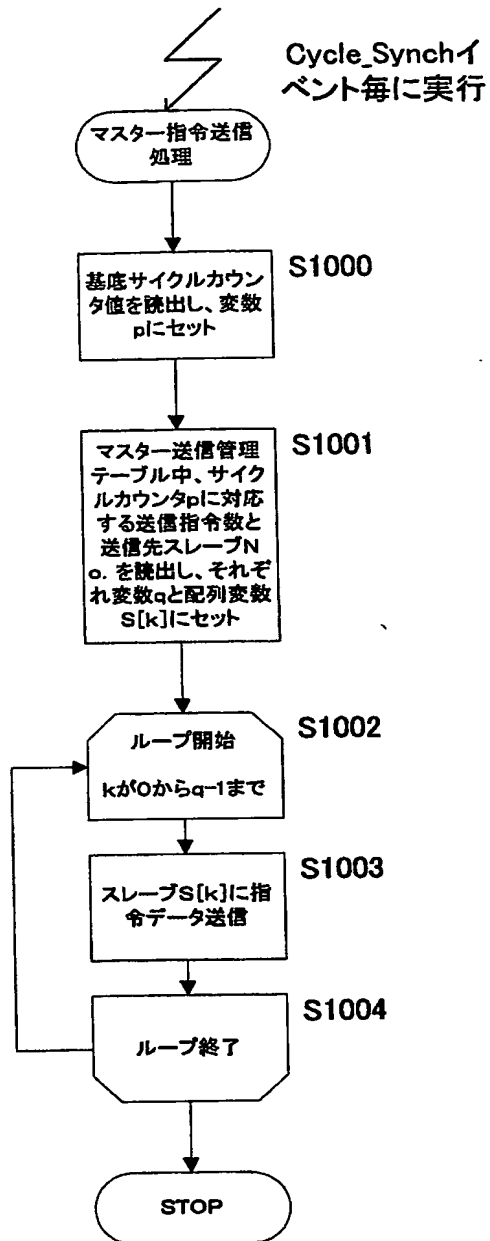 Cycle_Synchイ
ベント毎に実行
マスター指令送信
処理
S1000
基底サイクルカウン
タ値を読出し、変数
pにセット
S1001
マスター送信管理
テーブル中、サイク
ルカウンタpに対応
する送信指令数と
送信先スレーブN
o. を読出し、それぞ
れ変数qと配列変数
S[k]にセット
S1002
ループ開始
kが0からq-1まで
S1003
スレーブS[k]に指
令データ送信
S1004
ループ終了
STOP